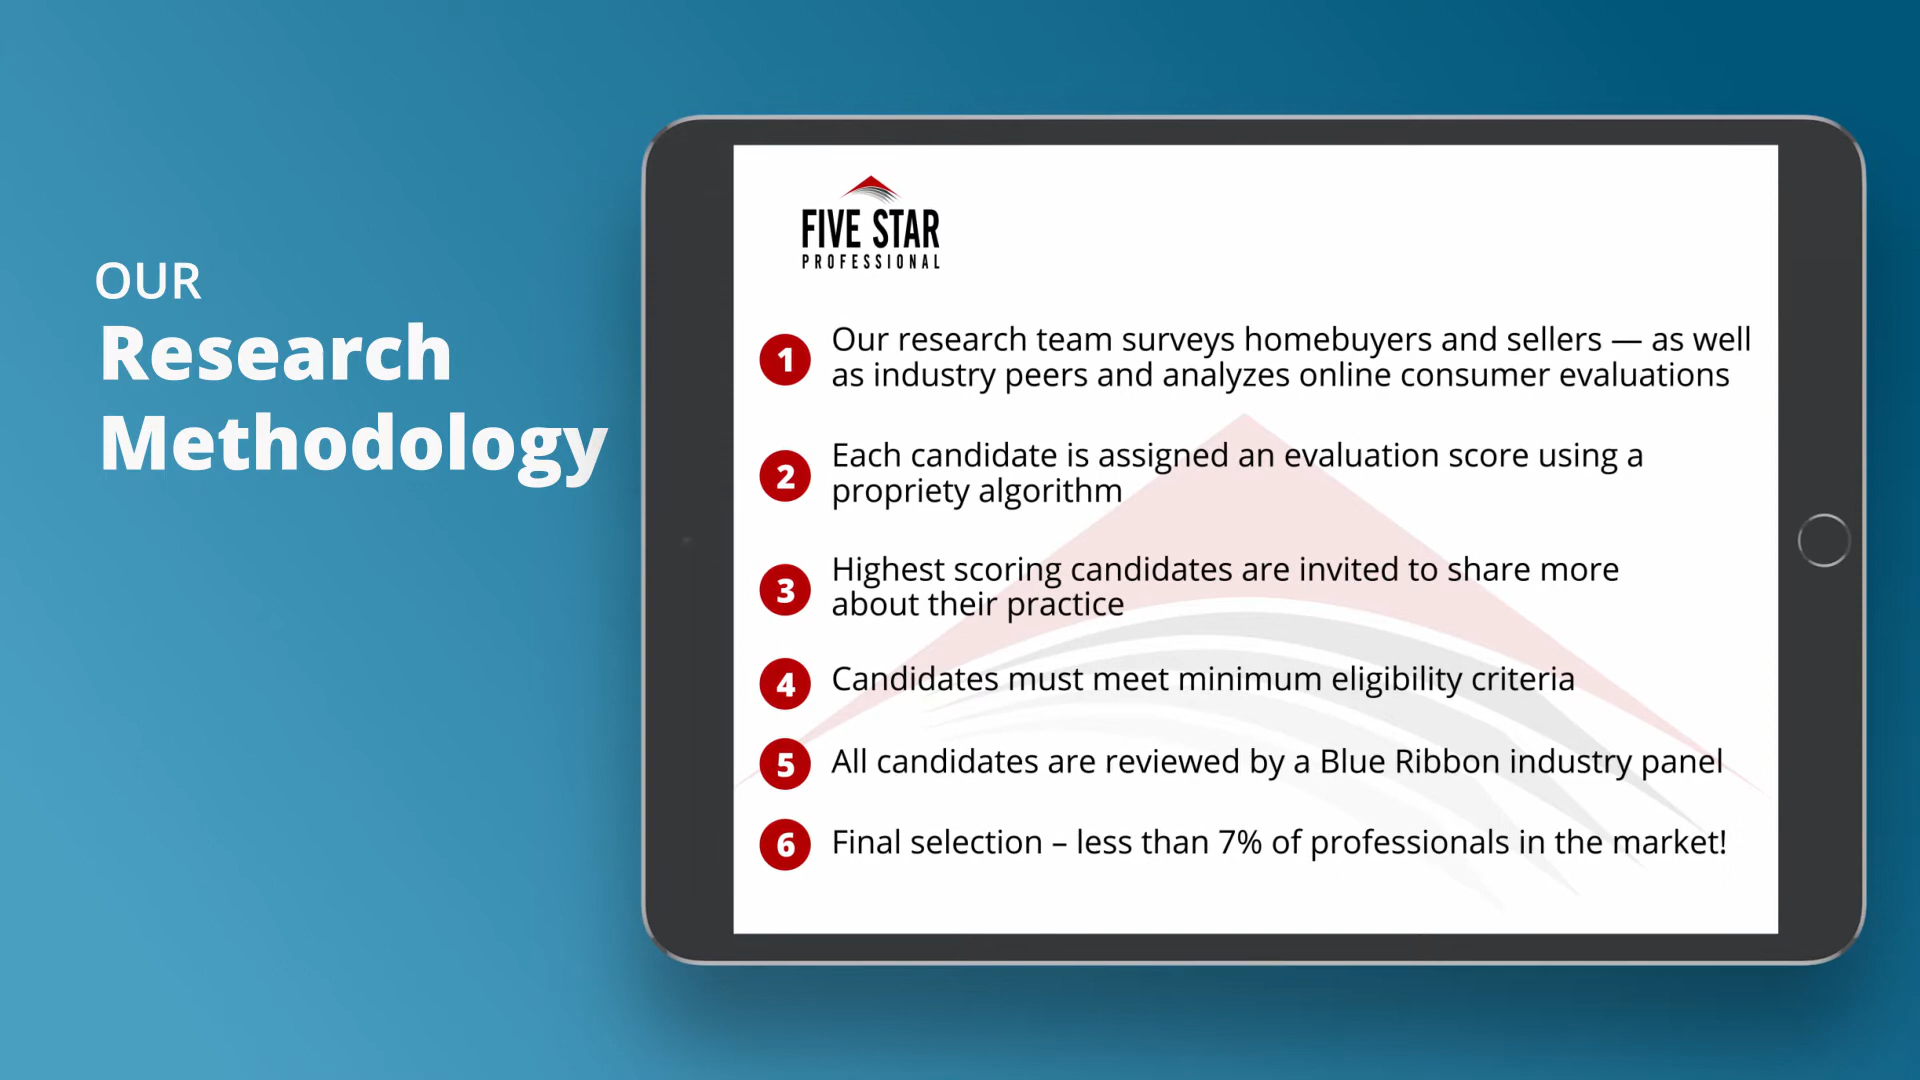 OUR
Research
Methodology
FIVE STAR
PROFESSIONAL
1 Our research team surveys homebuyers and sellers — as well
as industry peers and analyzes online consumer evaluations
2 Each candidate is assigned an evaluation score using a
propriety algorithm
3 Highest scoring candidates are invited to share more
about their practice
4 Candidates must meet minimum eligibility criteria
5 All candidates are reviewed by a Blue Ribbon industry panel
6 Final selection – less than 7% of professionals in the market!